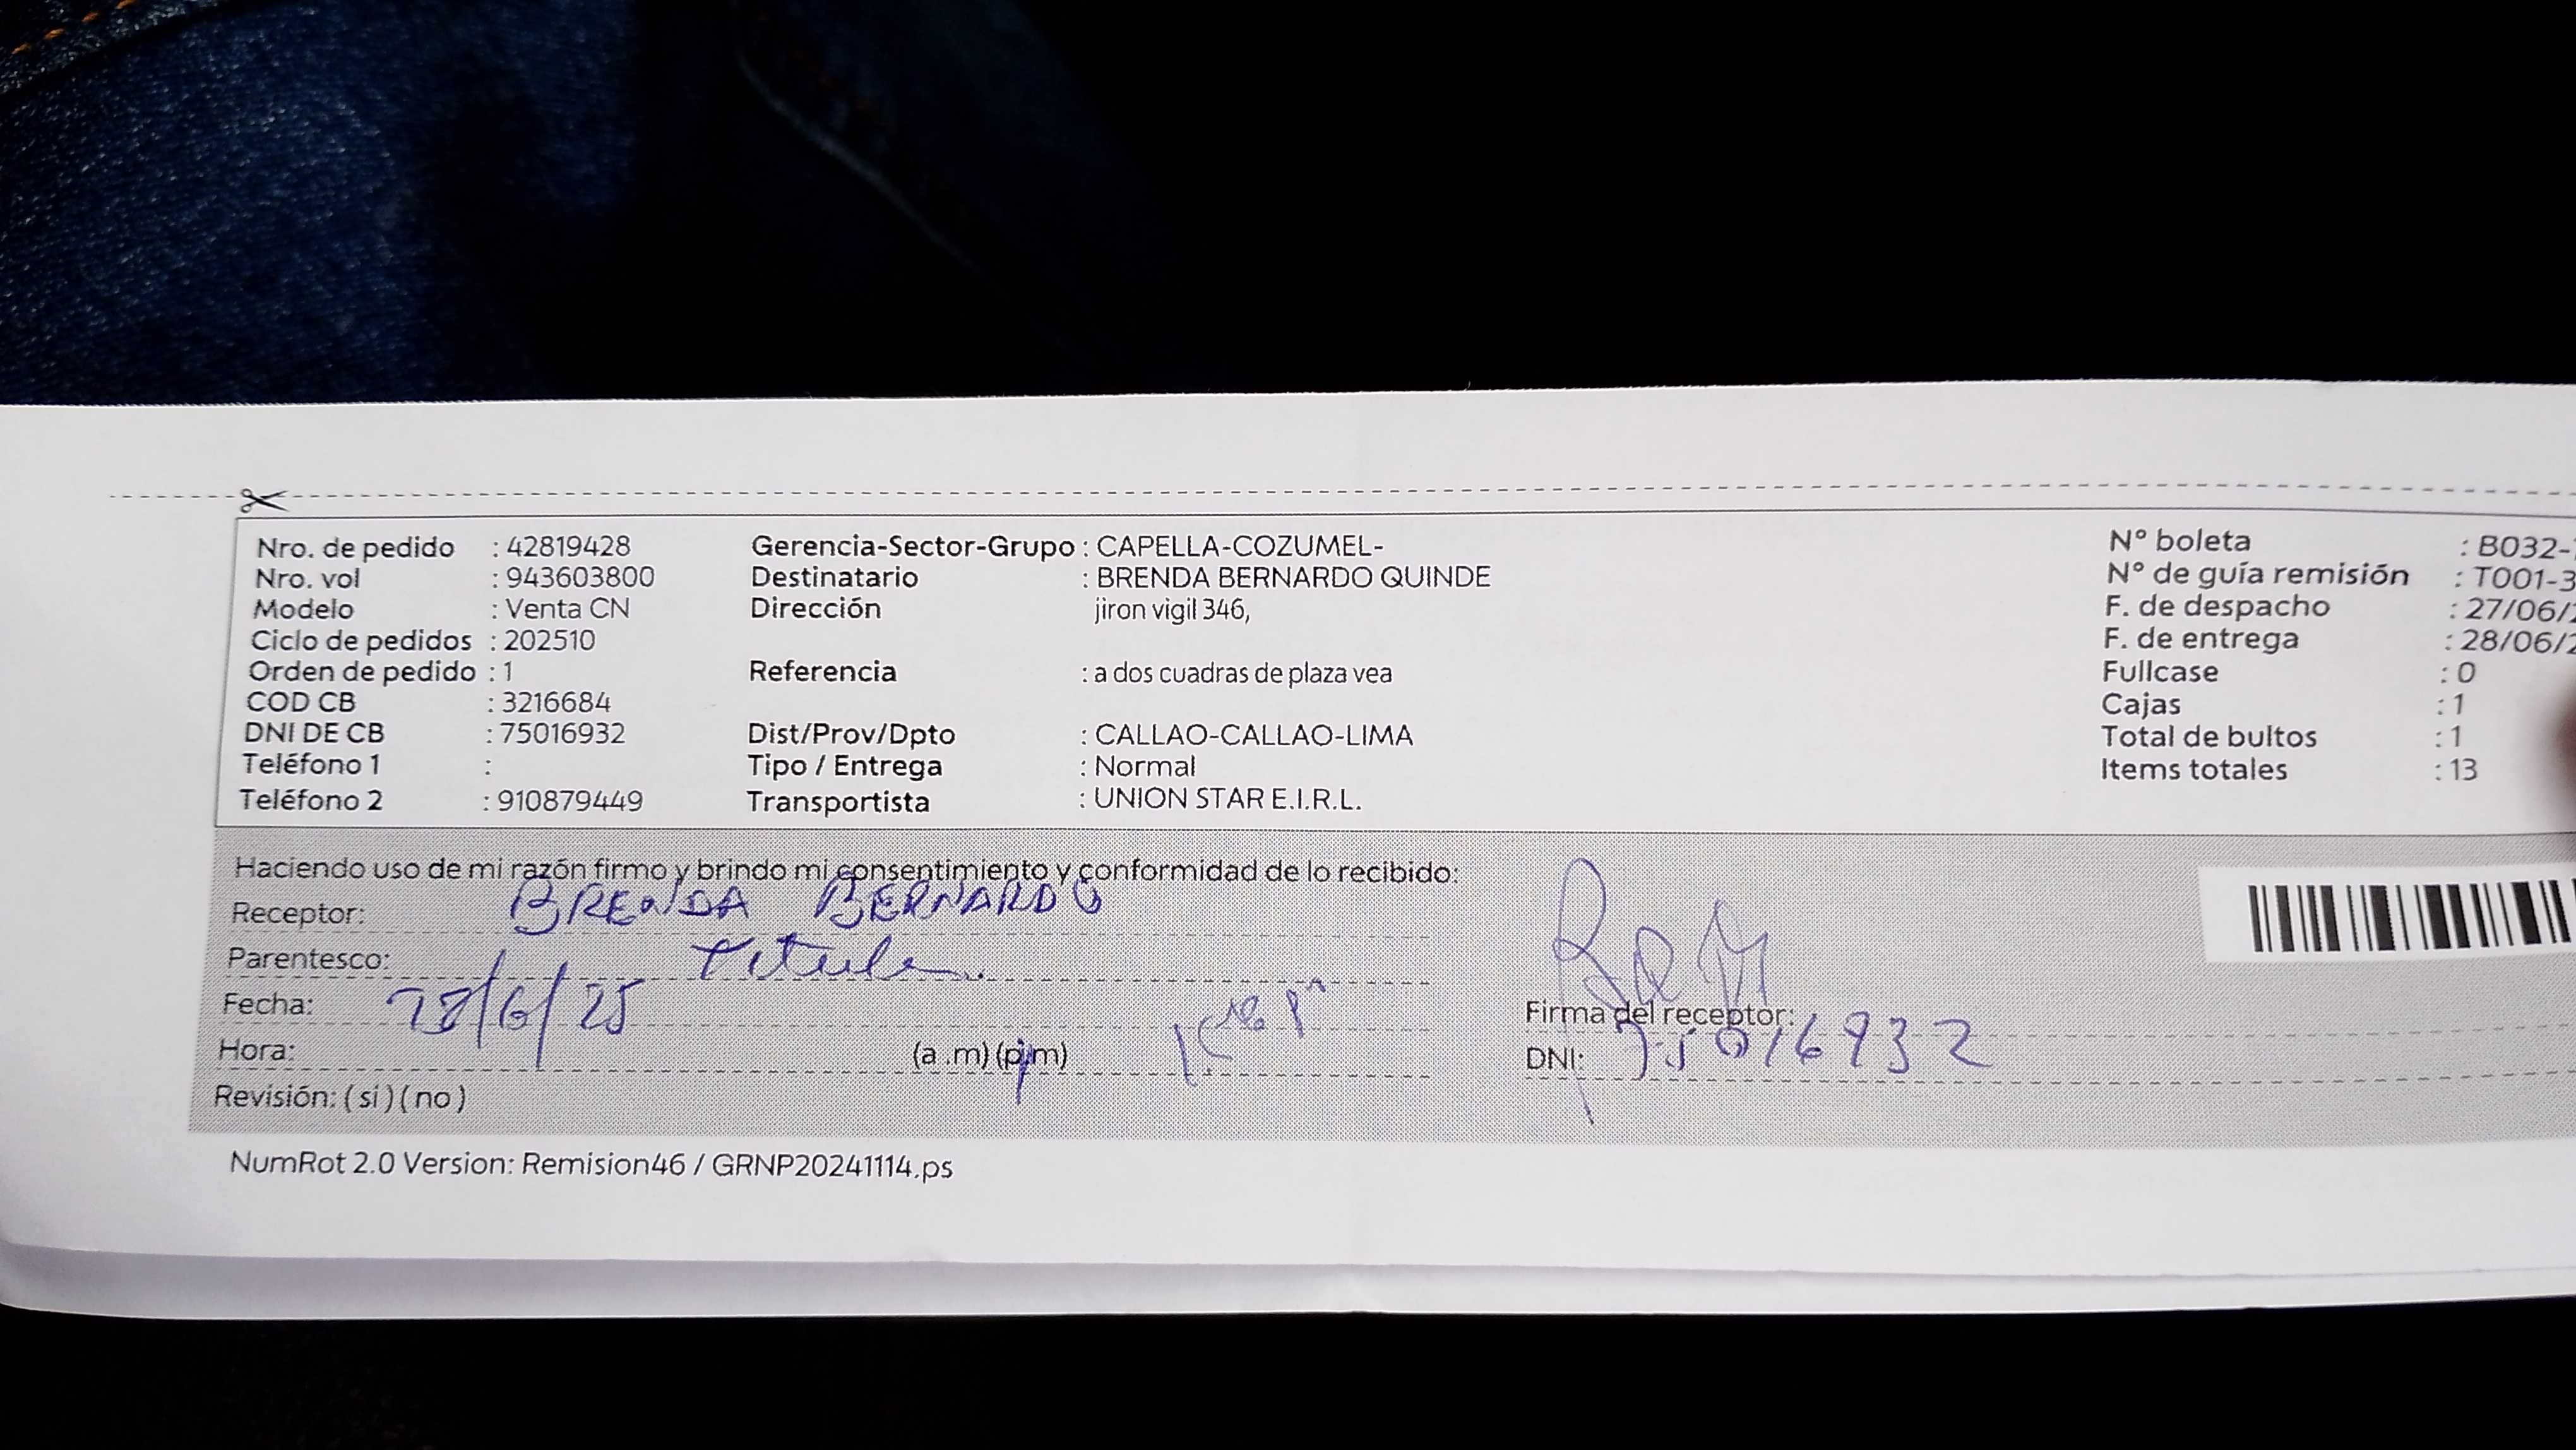 Nro. de pedido : 42819428
Nro. vol : 943603800
Modelo : Venta CN
Ciclo de pedidos : 202510
Orden de pedido : 1
COD CB : 3216684
DNI DE CB : 75016932
Teléfono 1 :
Teléfono 2 : 910879449
Gerencia-Sector-Grupo : CAPELLA-COZUMEL-
Destinatario : BRENDA BERNARDO QUINDE
Dirección jiron vigil 346,
Referencia : a dos cuadras de plaza vea
Dist/Prov/Dpto : CALLAO-CALLAO-LIMA
Tipo / Entrega : Normal
Transportista : UNION STAR E.I.R.L.
N° boleta : B032-
N° de guía remisión : T001-3
F. de despacho : 27/06/2
F. de entrega : 28/06/2
Fullcase : 0
Cajas : 1
Total de bultos : 1
Items totales : 13
Haciendo uso de mi razón firmo y brindo mi consentimiento y conformidad de lo recibido:
Receptor: BRENDA BERNARDO
Parentesco: titular
Fecha: 28/6/25
Hora: (a .m) (p.m)
Revisión: ( si ) ( no )
Firma del receptor:
DNI: 75016932
NumRot 2.0 Version: Remision46 / GRNP20241114.ps